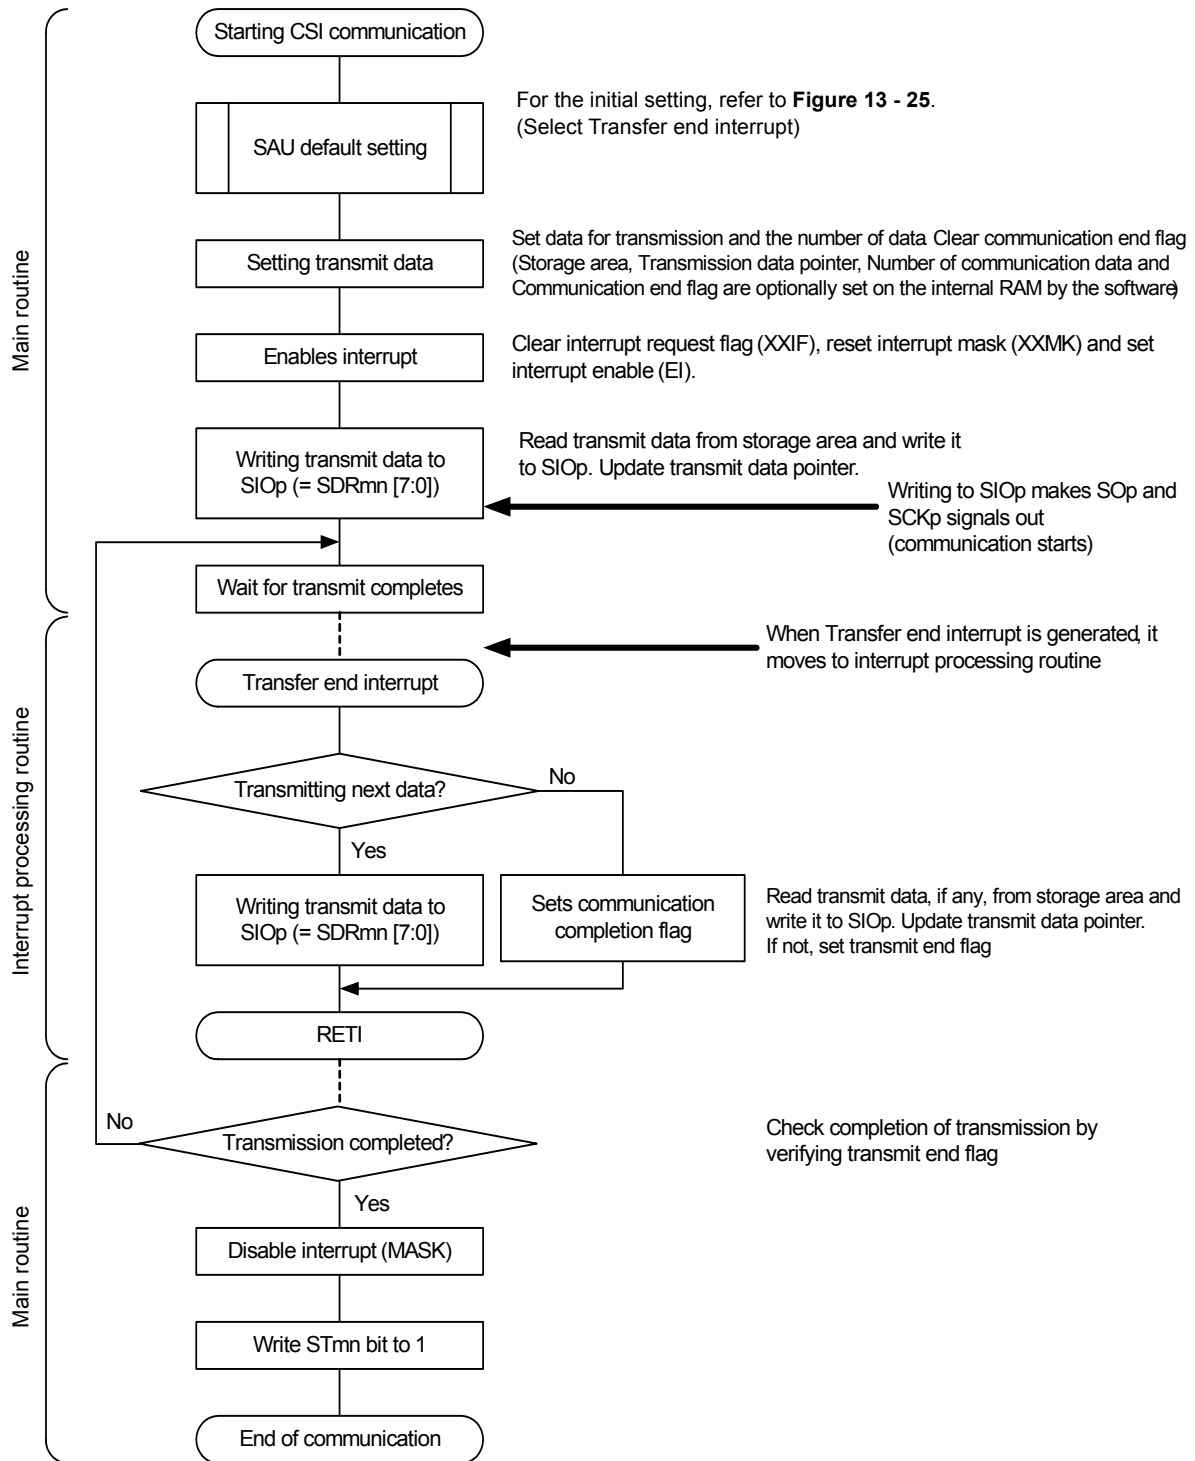 Starting CSI communication
For the initial setting, refer to Figure 13 - 25.
(Select Transfer end interrupt)
SAU default setting
Main routine
Set data for transmission and the number of data. Clear communication end flag
(Storage area, Transmission data pointer, Number of communication data and
Communication end flag are optionally set on the internal RAM by the software)
Setting transmit data
Enables interrupt
Clear interrupt request flag (XXIF), reset interrupt mask (XXMK) and set
interrupt enable (EI).
Writing transmit data to
SIOp (= SDRmn [7:0])
Read transmit data from storage area and write it
to SIOp. Update transmit data pointer.
Writing to SIOp makes SOp and
SCKp signals out
(communication starts)
Wait for transmit completes
When Transfer end interrupt is generated, it
moves to interrupt processing routine
Transfer end interrupt
Interrupt processing routine
Transmitting next data?
No
Yes
Writing transmit data to
SIOp (= SDRmn [7:0])
Sets communication
completion flag
Read transmit data, if any, from storage area and
write it to SIOp. Update transmit data pointer.
If not, set transmit end flag
RETI
No
Transmission completed?
Check completion of transmission by
verifying transmit end flag
Yes
Main routine
Disable interrupt (MASK)
Write STmn bit to 1
End of communication